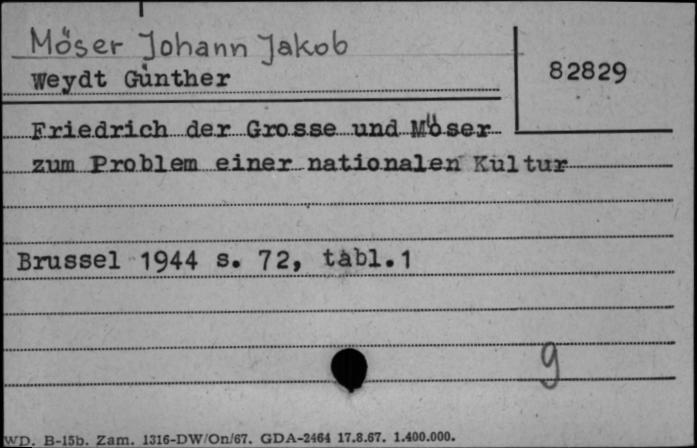 Möser Johann Jakob
Weydt Günther
82829
Friedrich der Grosse und Möser
zum Problem einer nationalen Kultur
Brussel 1944 s. 72, tabl.1
g
WD. B-15b. Zam. 1316-DW/On/67. GDA-2464 17.8.67. 1.400.000.